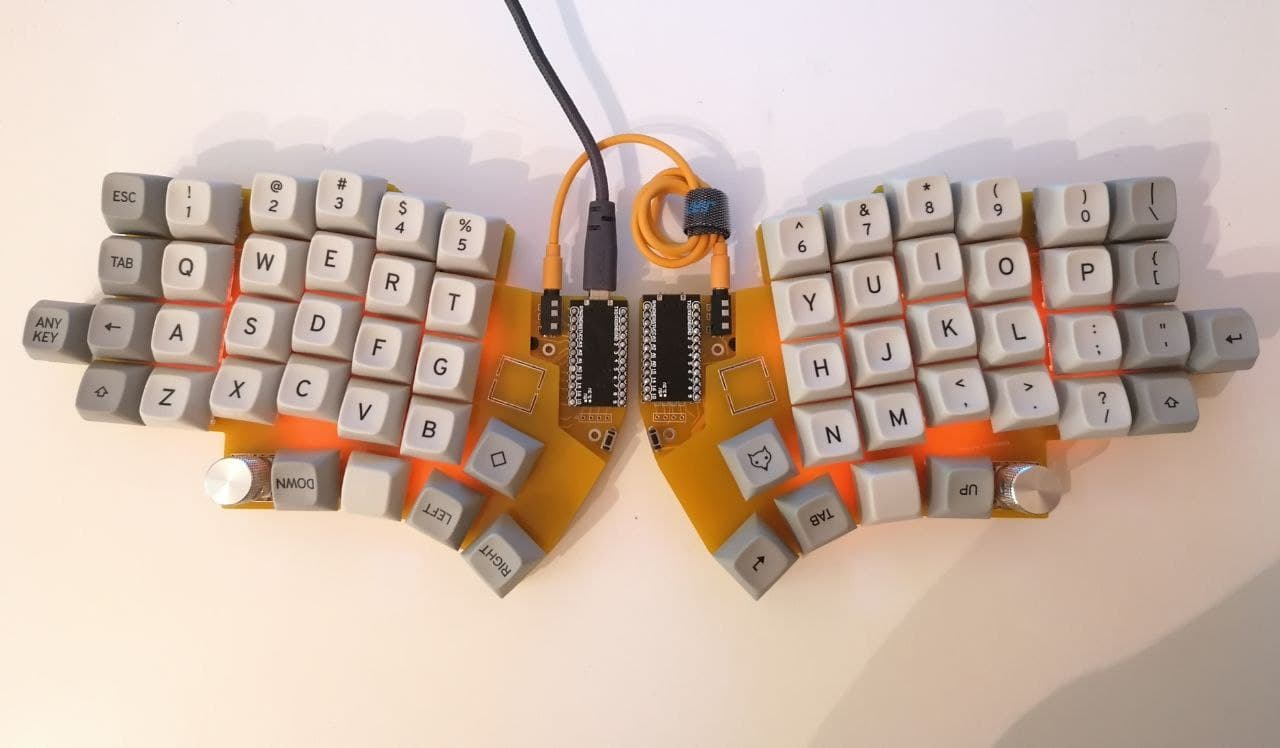 ESC ! 1 @ 2 # 3 $ 4 % 5
^ 6 & 7 * 8 ( 9 ) 0 | \
TAB Q W E R T
Y U I O P { [
ANY KEY ← A S D F G
H J K L : ; " ' ↵
⇧ Z X C V B
N M < , > . ? / ⇧
DOWN LEFT RIGHT ◇
TAB UP ↵